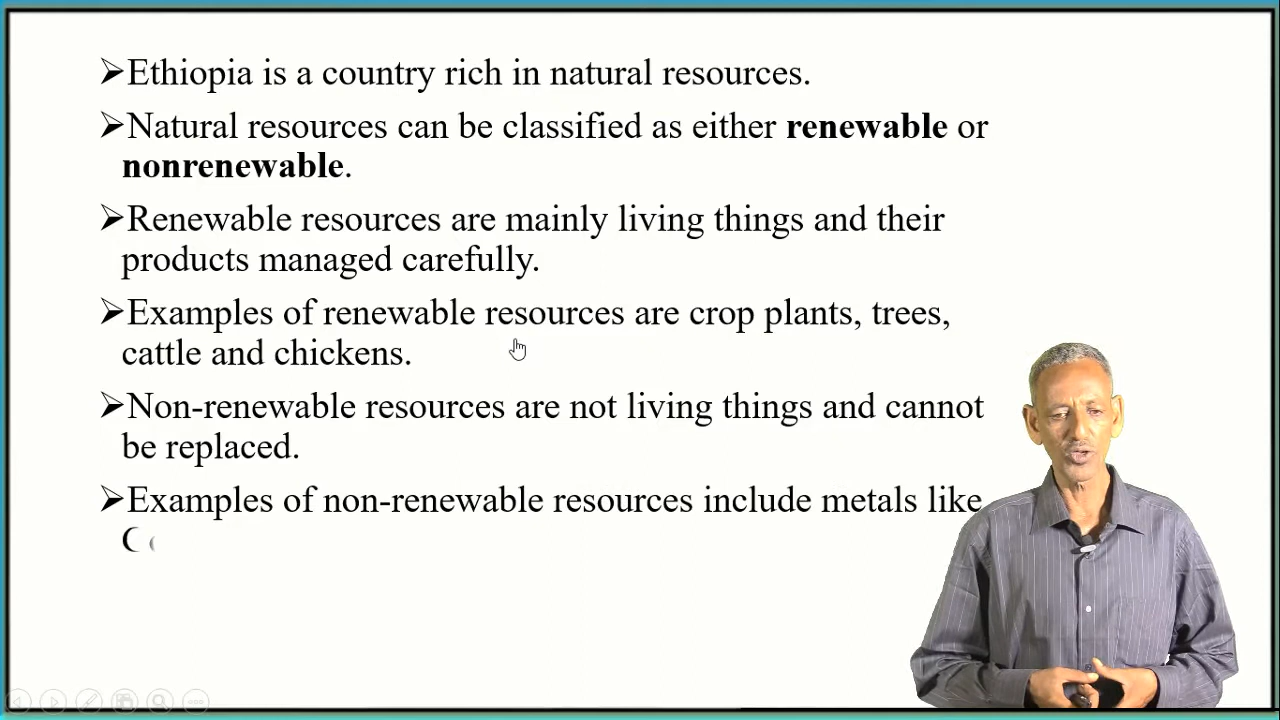 ➢Ethiopia is a country rich in natural resources.
➢Natural resources can be classified as either renewable or
nonrenewable.
➢Renewable resources are mainly living things and their
products managed carefully.
➢Examples of renewable resources are crop plants, trees,
cattle and chickens.
➢Non-renewable resources are not living things and cannot
be replaced.
➢Examples of non-renewable resources include metals like